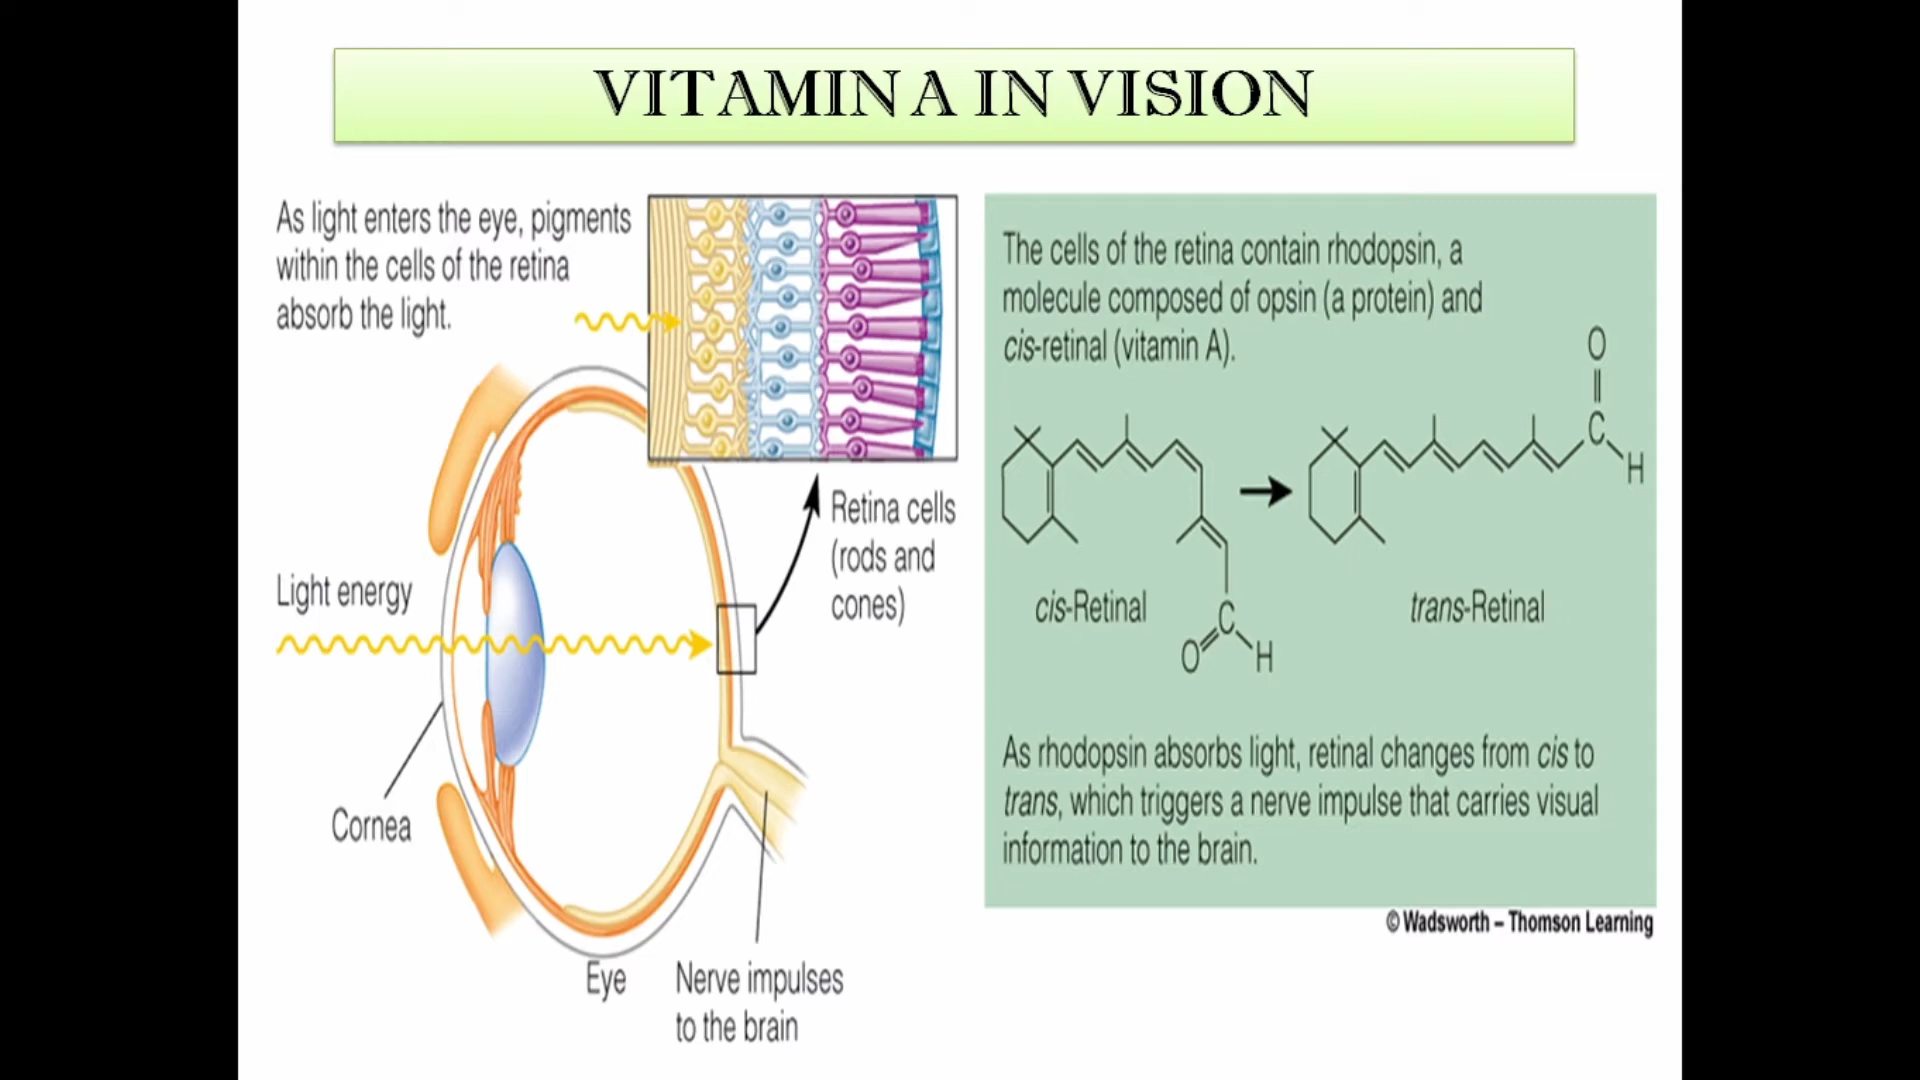 VITAMIN A IN VISION
As light enters the eye, pigments
within the cells of the retina
absorb the light.
Retina cells
(rods and
cones)
Light energy
Cornea
Eye
Nerve impulses
to the brain
The cells of the retina contain rhodopsin, a
molecule composed of opsin (a protein) and
cis-retinal (vitamin A).
O
C
H
cis-Retinal
trans-Retinal
C
O
H
As rhodopsin absorbs light, retinal changes from cis to
trans, which triggers a nerve impulse that carries visual
information to the brain.
© Wadsworth – Thomson Learning